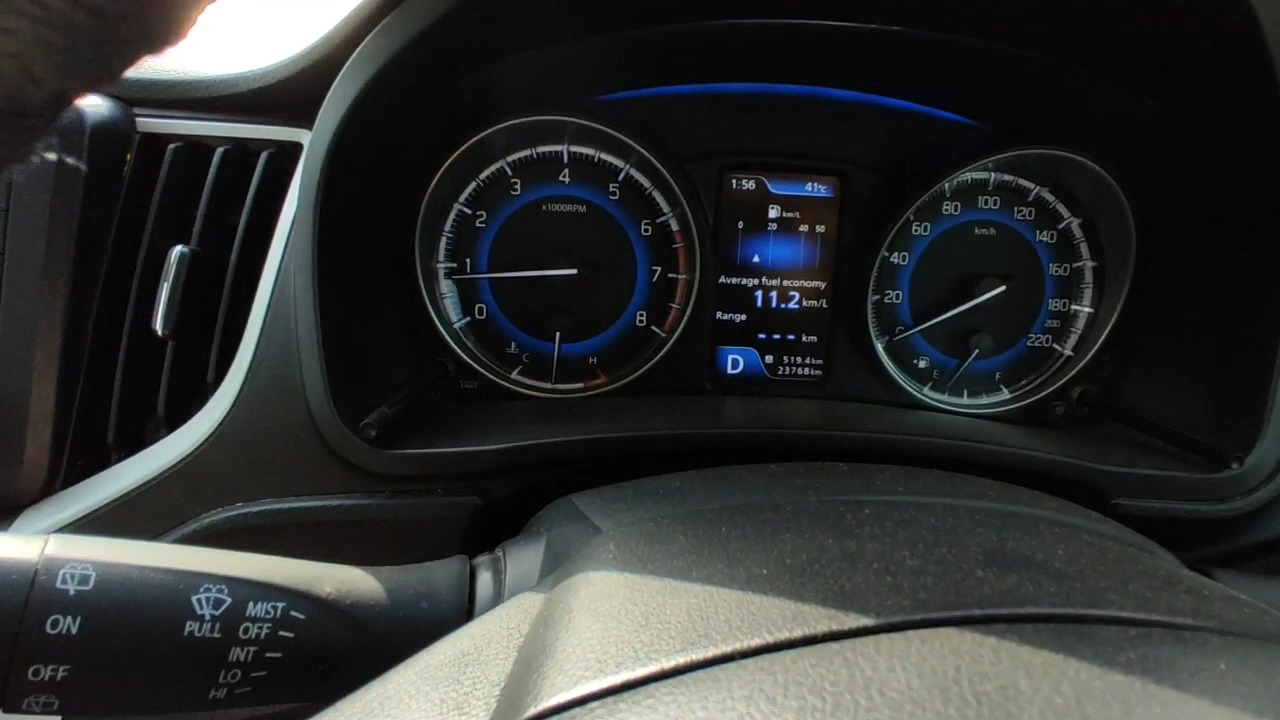 0
1
2
3
4
5
6
7
8
x1000RPM
C H
1:56 41°C
km/L
0 20 40 50
Average fuel economy
11.2 km/L
Range
--- km
D
A 519.4 km
23768 km
20
40
60
80
100
120
140
160
180
200
220
km/h
E F
ON
OFF
PULL
MIST
OFF
INT
LO
HI